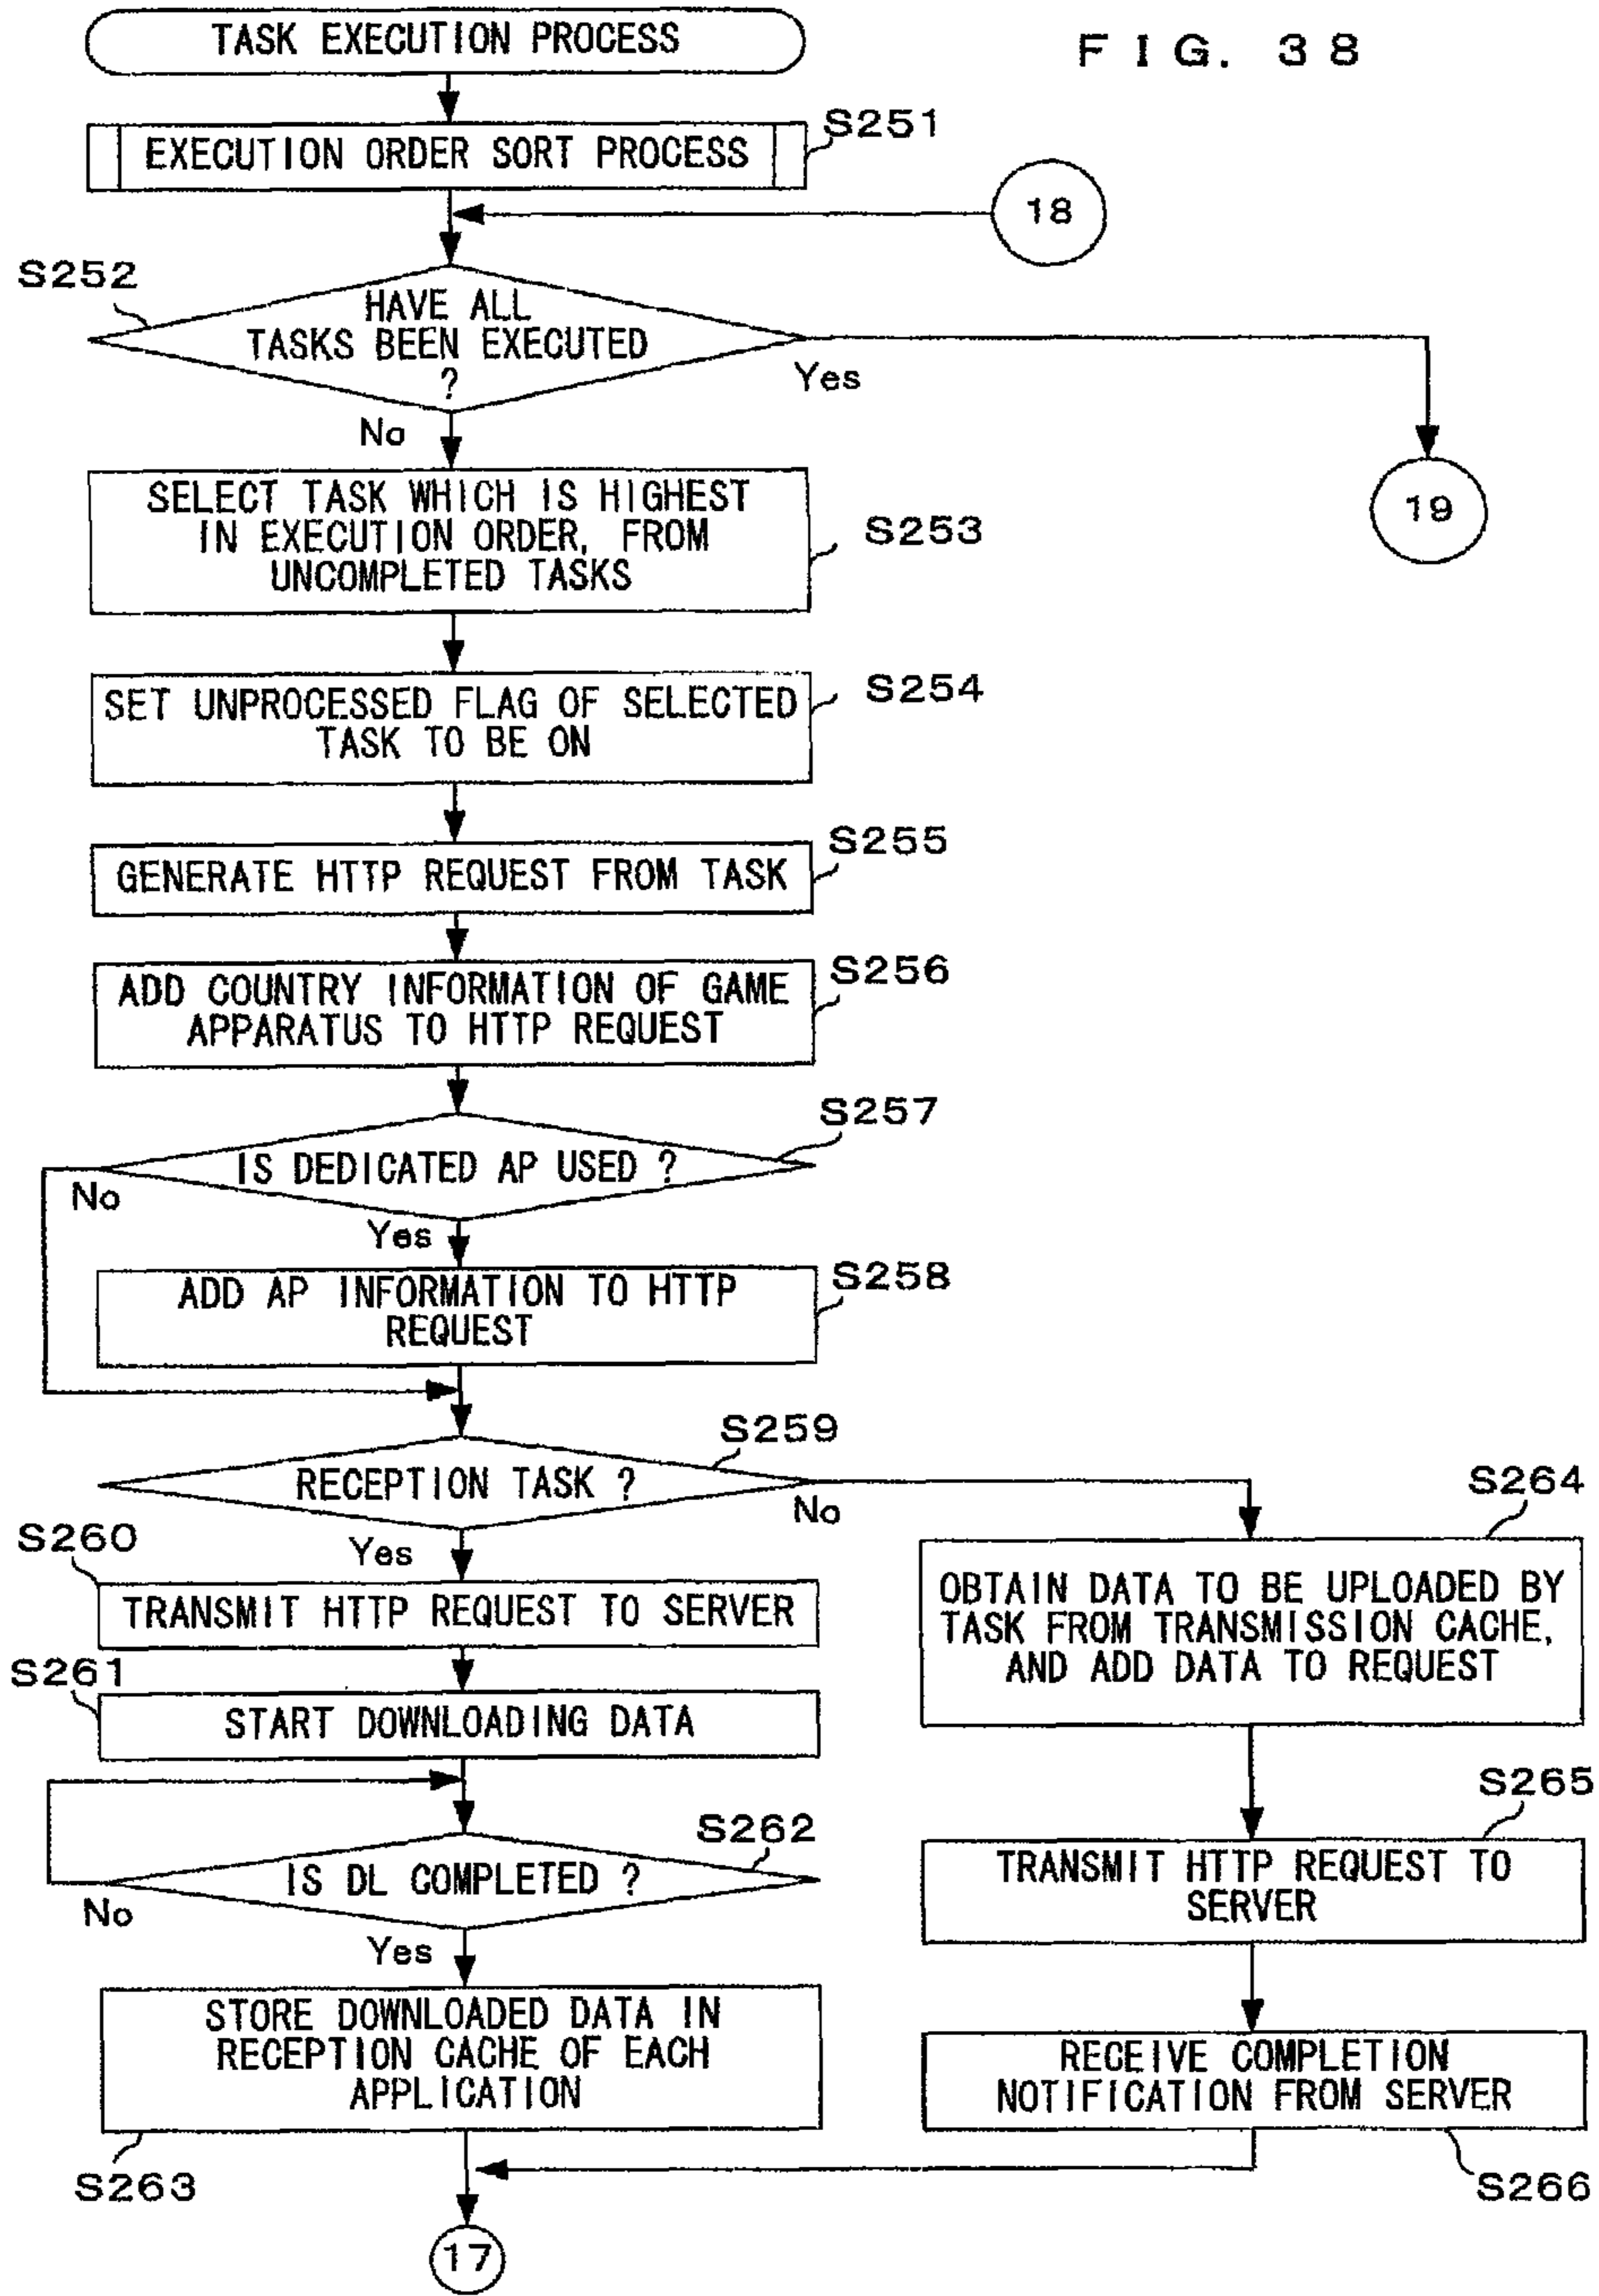 TASK EXECUTION PROCESS
FIG. 38
EXECUTION ORDER SORT PROCESS
S251
18
S252
HAVE ALL
TASKS BEEN EXECUTED
?
Yes
No
19
SELECT TASK WHICH IS HIGHEST
IN EXECUTION ORDER, FROM
UNCOMPLETED TASKS
S253
SET UNPROCESSED FLAG OF SELECTED
TASK TO BE ON
S254
GENERATE HTTP REQUEST FROM TASK
S255
ADD COUNTRY INFORMATION OF GAME
APPARATUS TO HTTP REQUEST
S256
IS DEDICATED AP USED ?
S257
No
Yes
ADD AP INFORMATION TO HTTP
REQUEST
S258
RECEPTION TASK ?
S259
No
Yes
S260
TRANSMIT HTTP REQUEST TO SERVER
S261
START DOWNLOADING DATA
IS DL COMPLETED ?
S262
No
Yes
STORE DOWNLOADED DATA IN
RECEPTION CACHE OF EACH
APPLICATION
S263
S264
OBTAIN DATA TO BE UPLOADED BY
TASK FROM TRANSMISSION CACHE,
AND ADD DATA TO REQUEST
S265
TRANSMIT HTTP REQUEST TO
SERVER
RECEIVE COMPLETION
NOTIFICATION FROM SERVER
S266
17